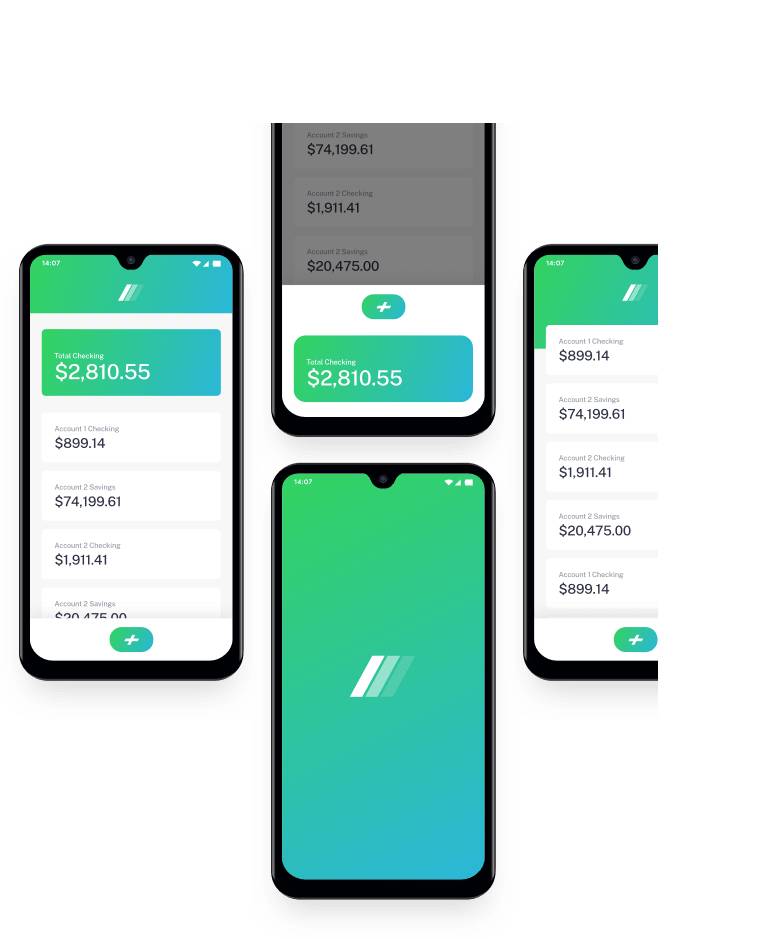 14:07
Total Checking
$2,810.55
Account 1 Checking
$899.14
Account 2 Savings
$74,199.61
Account 2 Checking
$1,911.41
Account 2 Savings
$20,475.00
Account 2 Savings
$74,199.61
Account 2 Checking
$1,911.41
Account 2 Savings
$20,475.00
Total Checking
$2,810.55
14:07
14:07
Account 1 Checking
$899.14
Account 2 Savings
$74,199.61
Account 2 Checking
$1,911.41
Account 2 Savings
$20,475.00
Account 1 Checking
$899.14